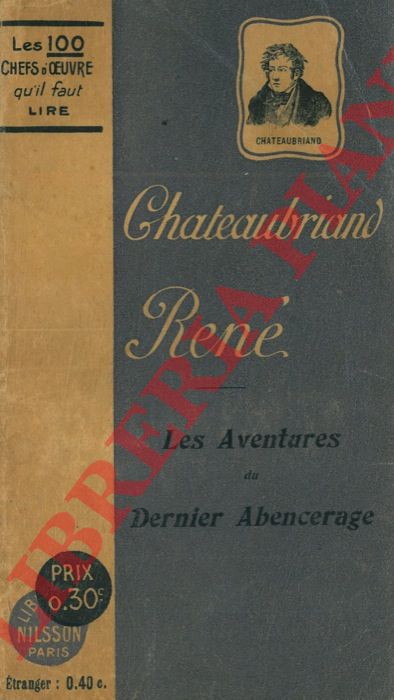 Les 100
CHEFS D'ŒUVRE
qu'il faut
LIRE
CHATEAUBRIAND
Chateaubriand
René
Les Aventures
du
Dernier Abencerage
PRIX
0.30c
LIB
NILSSON
PARIS
Étranger : 0.40 c.
LIBRERIA PIANI